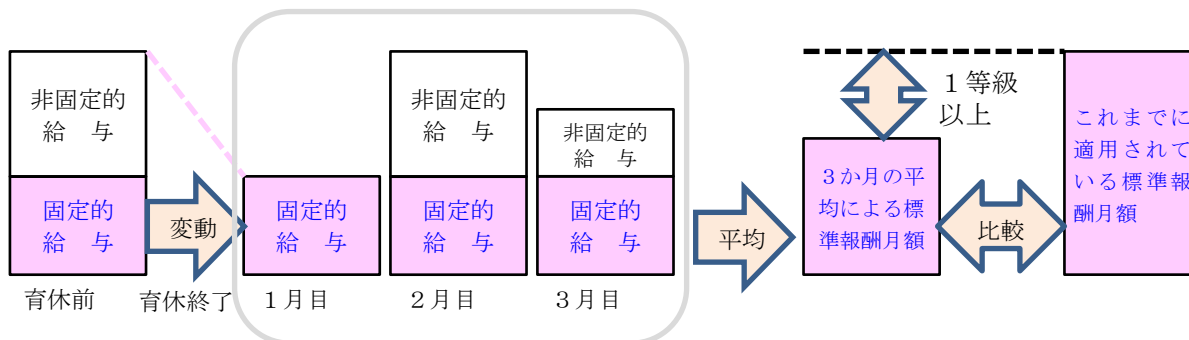 非固定的
給　与
固定的
給　与
育休前
変動
育休終了
固定的
給　与
１月目
非固定的
給　与
固定的
給　与
２月目
非固定的
給　与
固定的
給　与
３月目
平均
１等級
以上
３か月の平
均による標
準報酬月額
比較
これまでに
適用されて
いる標準報
酬月額